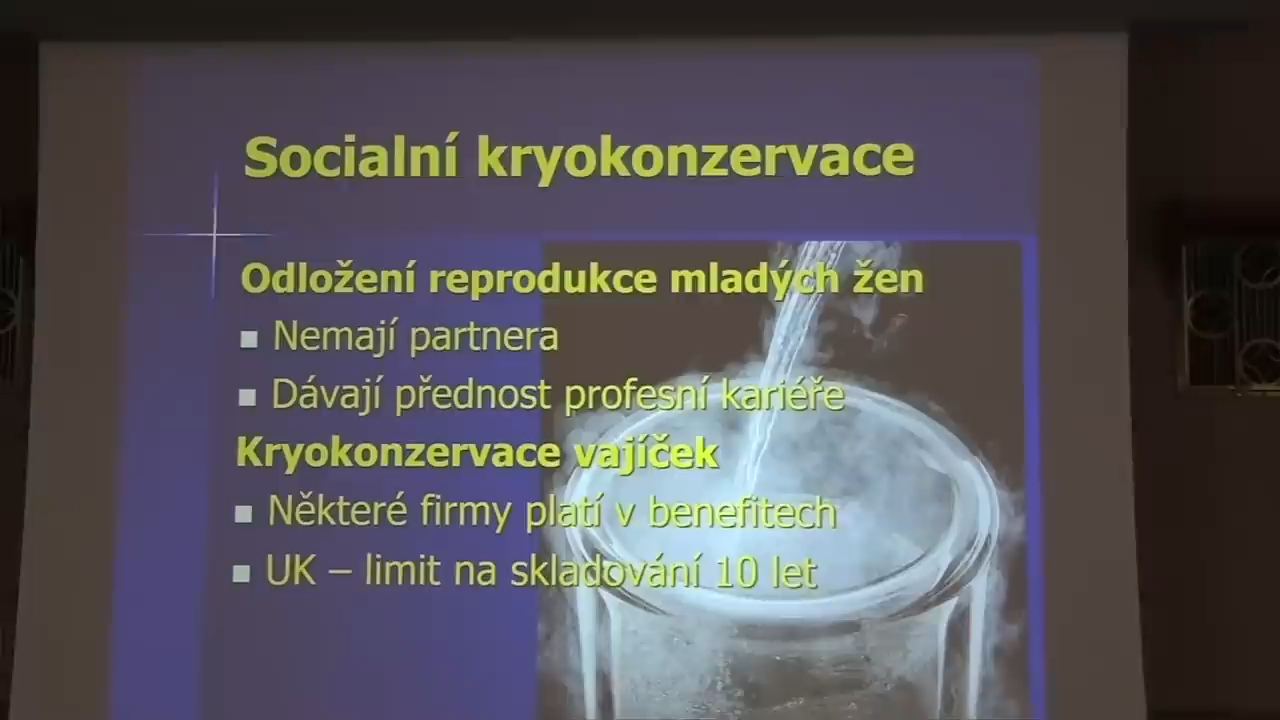 Socialní kryokonzervace
Odložení reprodukce mladých žen
Nemají partnera
Dávají přednost profesní kariéře
Kryokonzervace vajíček
Některé firmy platí v benefitech
UK – limit na skladování 10 let